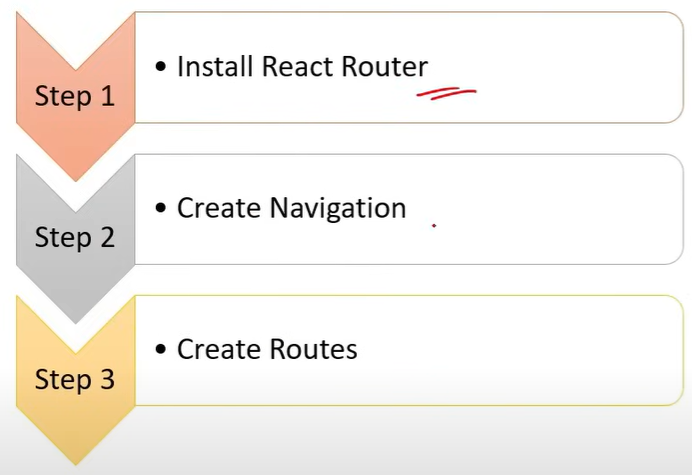 Step 1
• Install React Router
Step 2
• Create Navigation
Step 3
• Create Routes